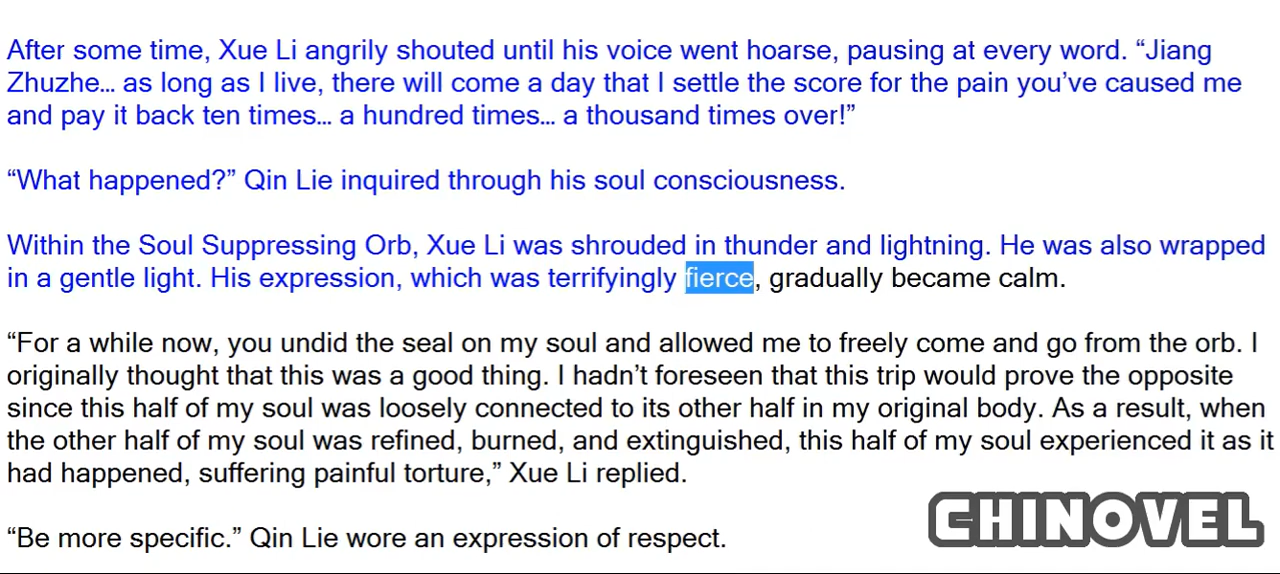 After some time, Xue Li angrily shouted until his voice went hoarse, pausing at every word. “Jiang
Zhuzhe… as long as I live, there will come a day that I settle the score for the pain you’ve caused me
and pay it back ten times… a hundred times… a thousand times over!”
“What happened?” Qin Lie inquired through his soul consciousness.
Within the Soul Suppressing Orb, Xue Li was shrouded in thunder and lightning. He was also wrapped
in a gentle light. His expression, which was terrifyingly fierce, gradually became calm.
“For a while now, you undid the seal on my soul and allowed me to freely come and go from the orb. I
originally thought that this was a good thing. I hadn’t foreseen that this trip would prove the opposite
since this half of my soul was loosely connected to its other half in my original body. As a result, when
the other half of my soul was refined, burned, and extinguished, this half of my soul experienced it as it
had happened, suffering painful torture,” Xue Li replied.
“Be more specific.” Qin Lie wore an expression of respect.
CHINOVEL